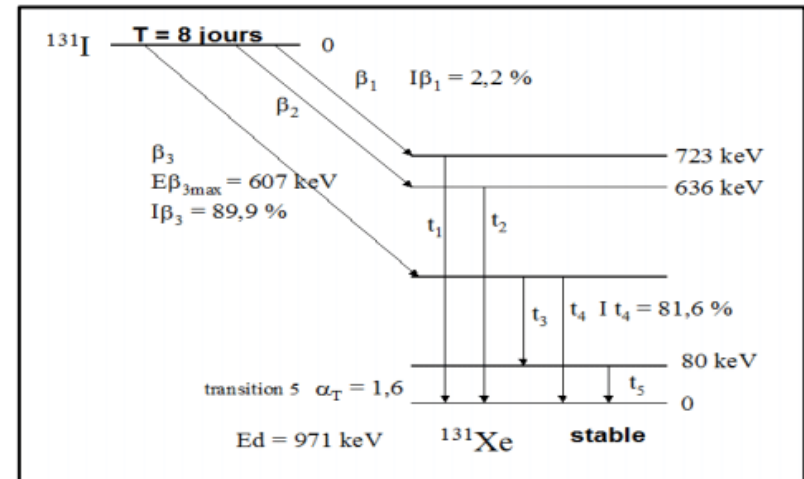 ¹³¹I T = 8 jours 0
β₁ Iβ₁ = 2,2 %
β₂
β₃
Eβ₃max = 607 keV
Iβ₃ = 89,9 %
723 keV
636 keV
t₁ t₂
t₃ t₄ I t₄ = 81,6 %
80 keV
transition 5 α_T = 1,6 t₅
0
Ed = 971 keV ¹³¹Xe stable